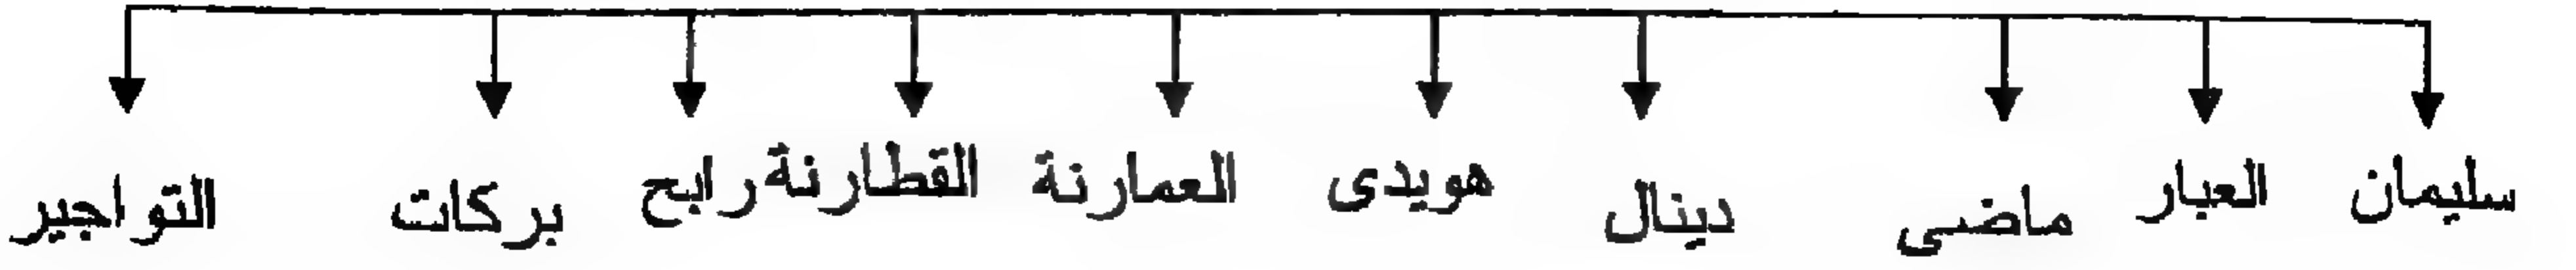 سليمان العبار ماضى دينال هويدى العمارنة القطارنة رابح بركات التواجير